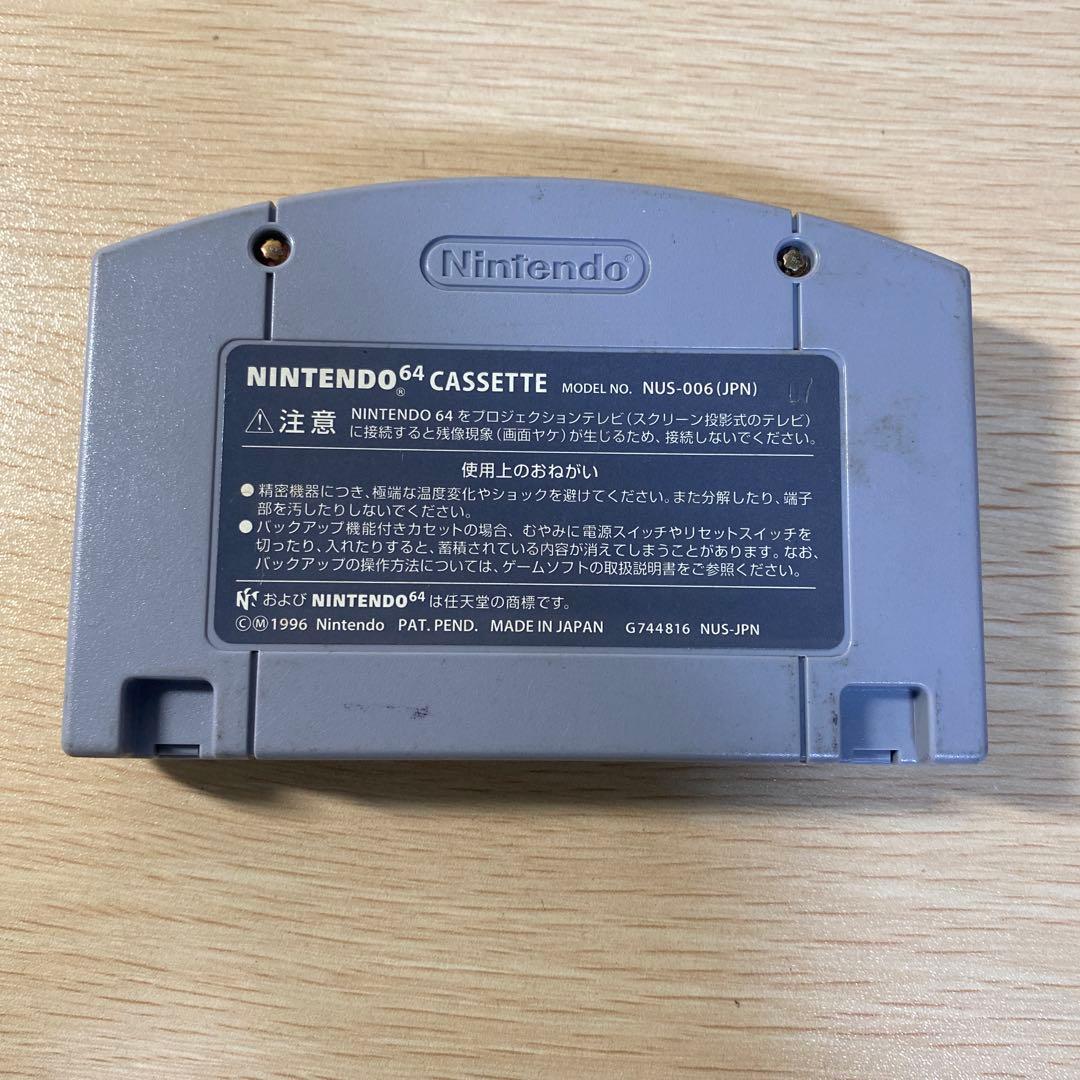 Nintendo®
NINTENDO®64 CASSETTE MODEL NO. NUS-006(JPN)
⚠注意 NINTENDO 64 をプロジェクションテレビ(スクリーン投影式のテレビ)
に接続すると残像現象(画面ヤケ)が生じるため、接続しないでください。
使用上のおねがい
●精密機器につき、極端な温度変化やショックを避けてください。また分解したり、端子
部を汚したりしないでください。
●バックアップ機能付きカセットの場合、むやみに電源スイッチやリセットスイッチを
切ったり、入れたりすると、蓄積されている内容が消えてしまうことがあります。なお、
バックアップの操作方法については、ゲームソフトの取扱説明書をご参照ください。
および NINTENDO64 は任天堂の商標です。
ⒸⓂ1996 Nintendo PAT. PEND. MADE IN JAPAN G744816 NUS-JPN